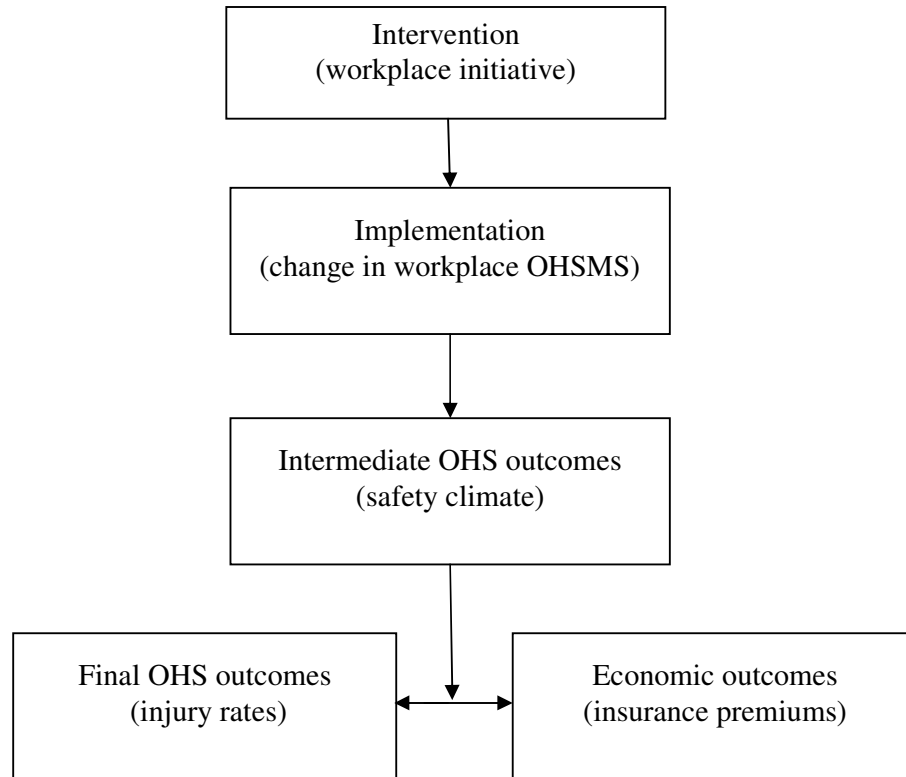 Intervention
(workplace initiative)
Implementation
(change in workplace OHSMS)
Intermediate OHS outcomes
(safety climate)
Final OHS outcomes
(injury rates)
Economic outcomes
(insurance premiums)